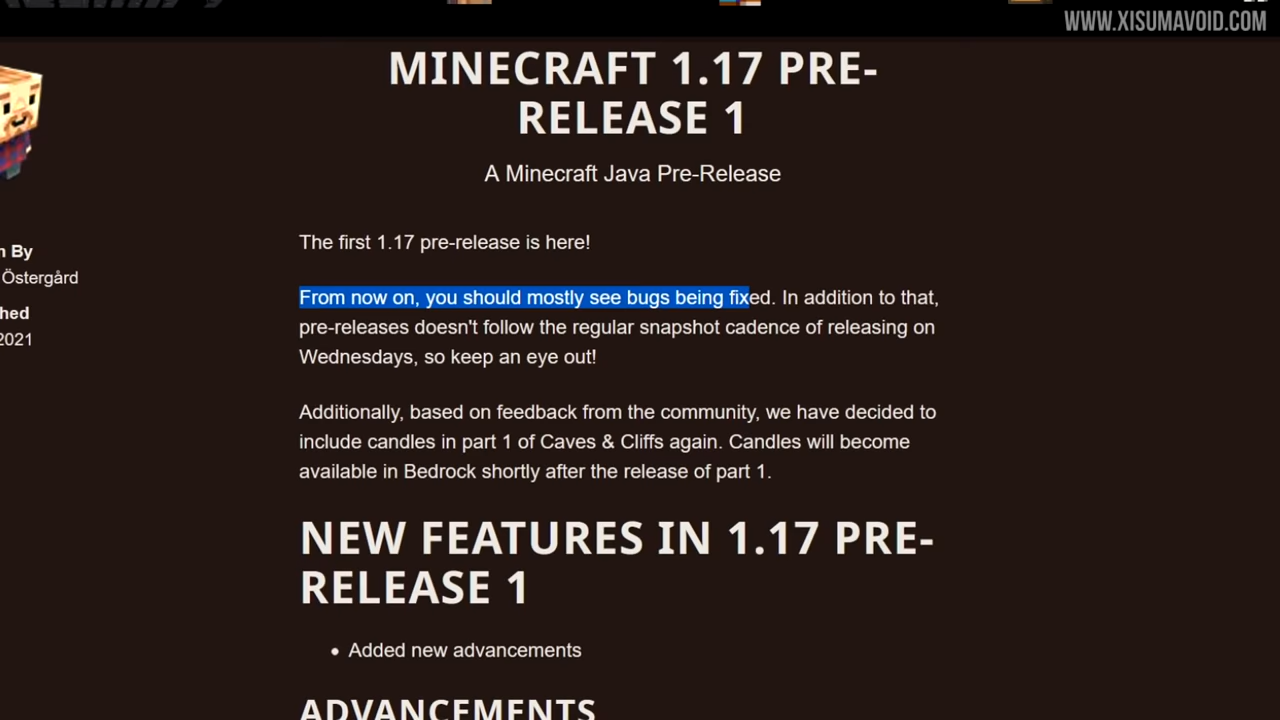 WWW.XISUMAVOID.COM
MINECRAFT 1.17 PRE-
RELEASE 1
A Minecraft Java Pre-Release
n By
Östergård
hed
2021
The first 1.17 pre-release is here!
From now on, you should mostly see bugs being fixed. In addition to that,
pre-releases doesn't follow the regular snapshot cadence of releasing on
Wednesdays, so keep an eye out!
Additionally, based on feedback from the community, we have decided to
include candles in part 1 of Caves & Cliffs again. Candles will become
available in Bedrock shortly after the release of part 1.
NEW FEATURES IN 1.17 PRE-
RELEASE 1
• Added new advancements
ADVANCEMENTS